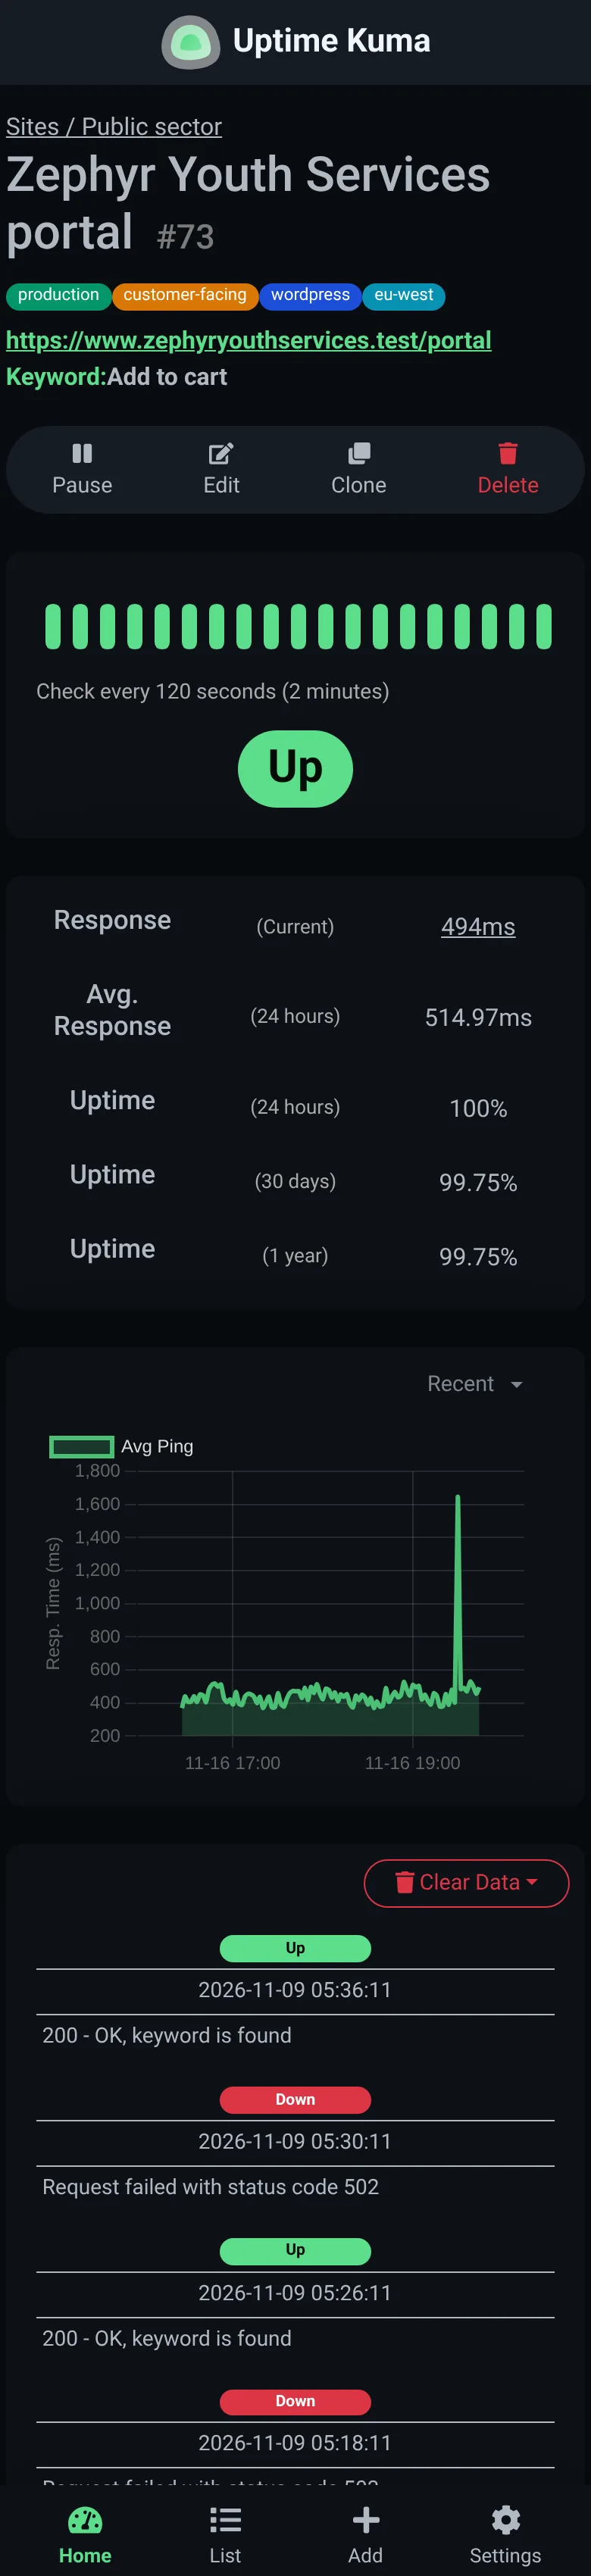 Uptime Kuma
Sites / Public sector
Zephyr Youth Services
portal #73
production customer-facing wordpress eu-west
https://www.zephyryouthservices.test/portal
Keyword:Add to cart
Pause Edit Clone Delete
Check every 120 seconds (2 minutes)
Up
Response (Current) 494ms
Avg.
Response (24 hours) 514.97ms
Uptime (24 hours) 100%
Uptime (30 days) 99.75%
Uptime (1 year) 99.75%
Recent
Avg Ping
1,800
1,600
1,400
1,200
1,000
800
600
400
200
Resp. Time (ms)
11-16 17:00 11-16 19:00
Clear Data
Up
2026-11-09 05:36:11
200 - OK, keyword is found
Down
2026-11-09 05:30:11
Request failed with status code 502
Up
2026-11-09 05:26:11
200 - OK, keyword is found
Down
2026-11-09 05:18:11
Request failed with status code 502
Home List Add Settings